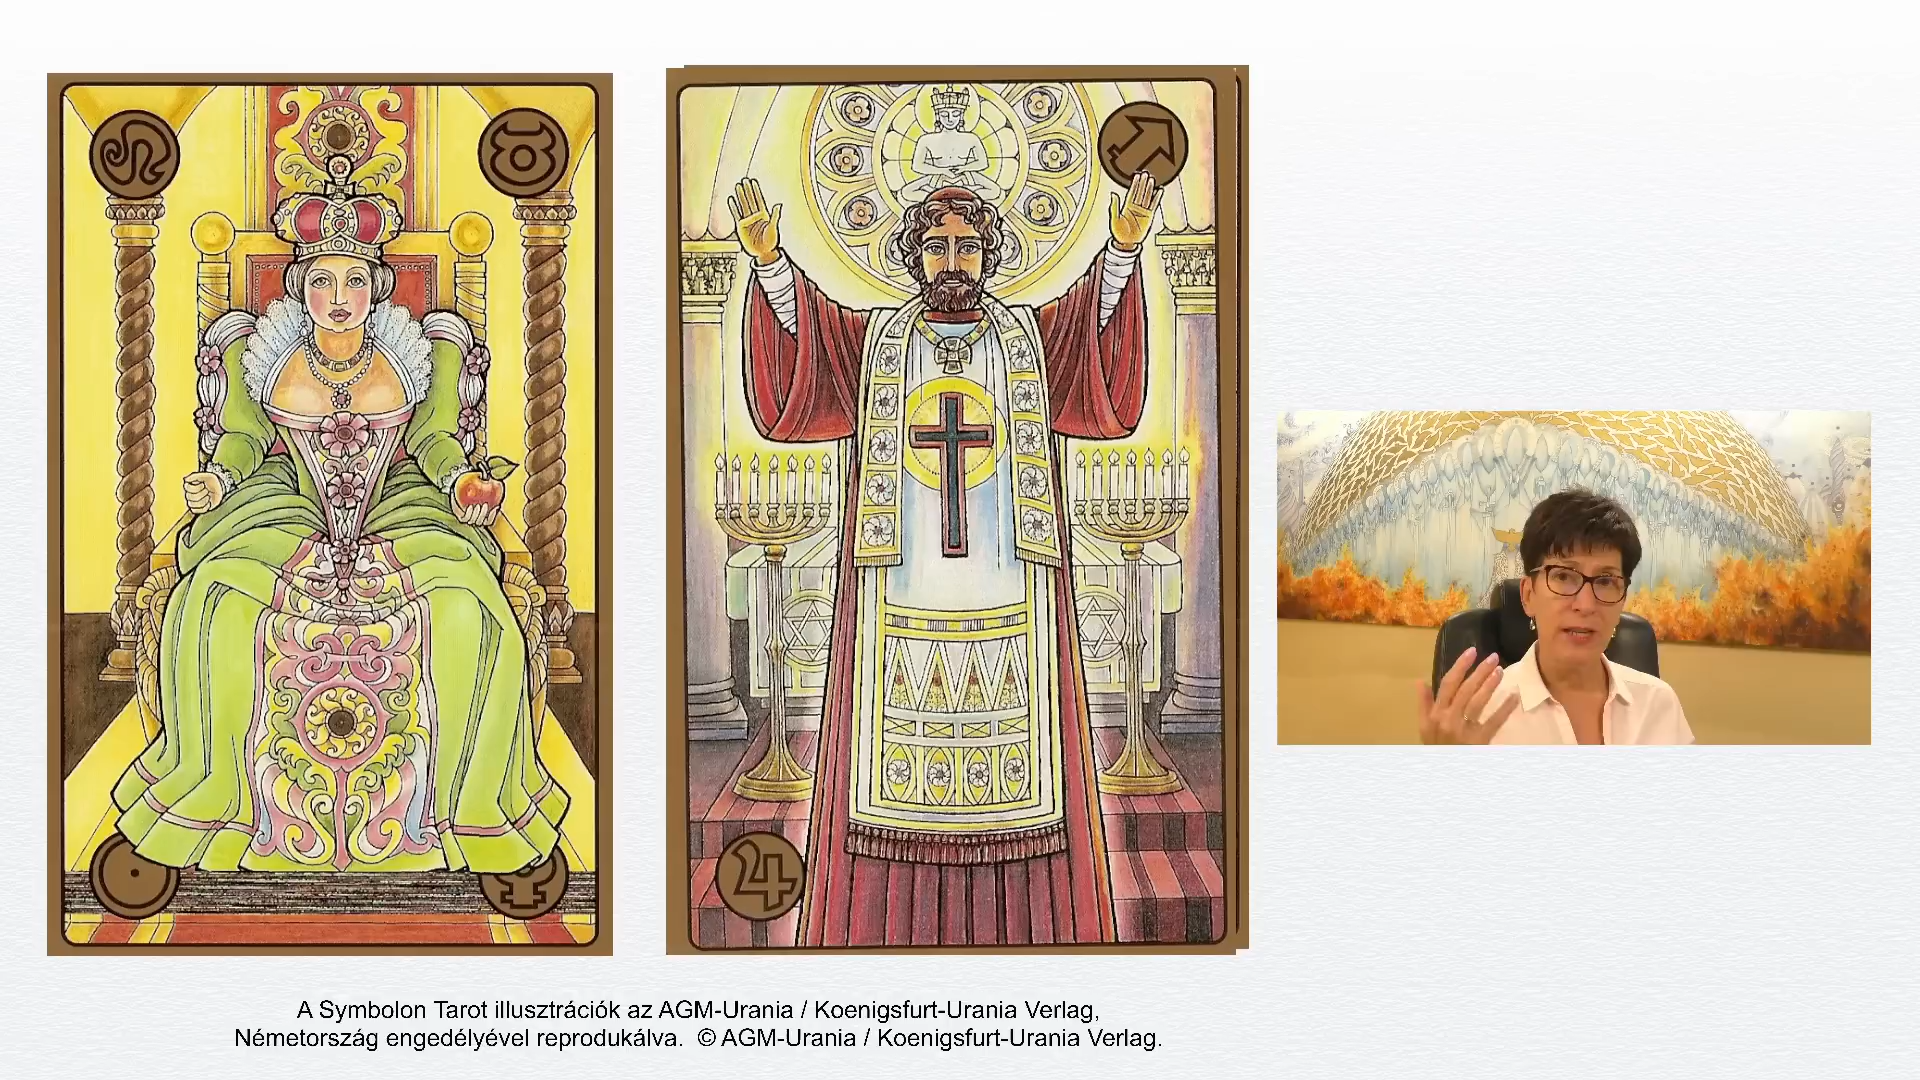 A Symbolon Tarot illusztrációk az AGM-Urania / Koenigsfurt-Urania Verlag,
Németország engedélyével reprodukálva.  © AGM-Urania / Koenigsfurt-Urania Verlag.